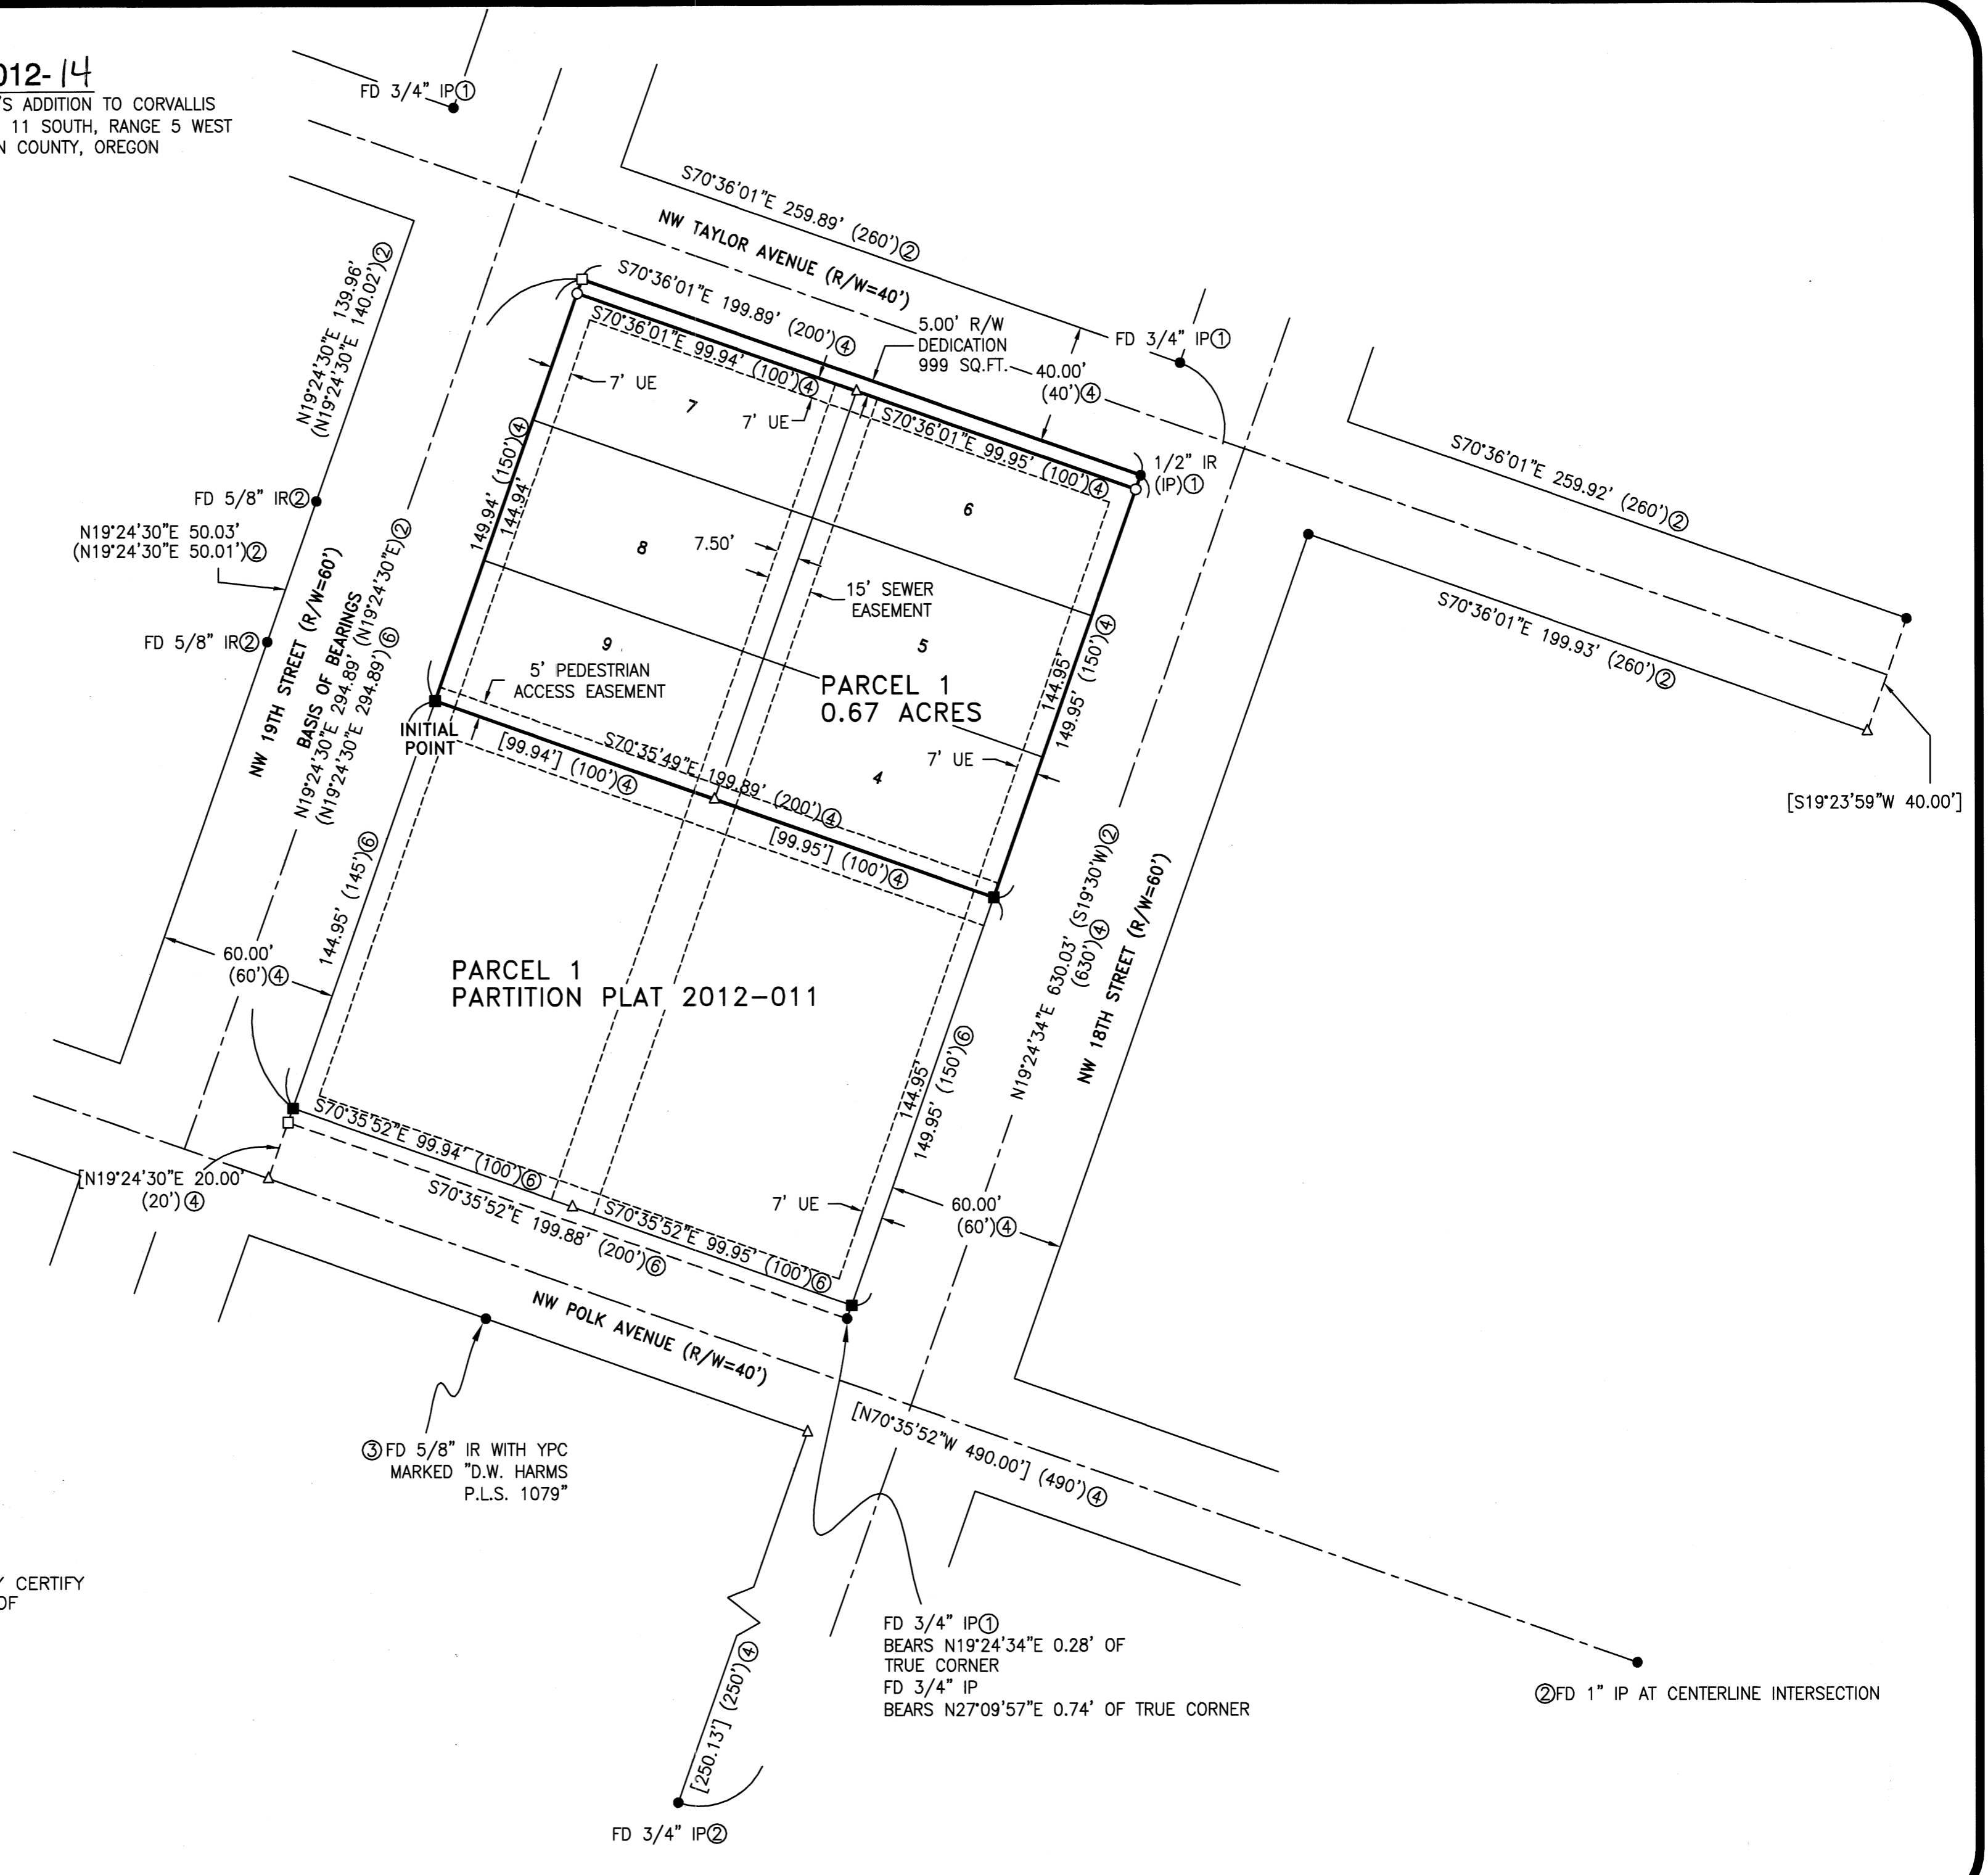 012-14
'S ADDITION TO CORVALLIS
11 SOUTH, RANGE 5 WEST
N COUNTY, OREGON
FD 3/4" IP①
S70°36'01"E 259.89' (260')②
NW TAYLOR AVENUE (R/W=40')
S70°36'01"E 199.89' (200')④
5.00' R/W
DEDICATION
999 SQ.FT.
40.00'
(40')④
FD 3/4" IP①
N19°24'30"E 139.96'
(N19°24'30"E 140.02')②
S70°36'01"E 99.94' (100')④
7' UE
7
7' UE
S70°36'01"E 99.95' (100')④
1/2" IR
(IP)①
S70°36'01"E 259.92' (260')②
FD 5/8" IR②
N19°24'30"E 50.03'
(N19°24'30"E 50.01')②
149.94' (150')④
144.94'
6
8
7.50'
15' SEWER
EASEMENT
S70°36'01"E 199.93' (260')②
FD 5/8" IR②
NW 19TH STREET (R/W=60')
BASIS OF BEARINGS
N19°24'30"E 294.89' (N19°24'30"E)②
(N19°24'30"E 294.89')⑥
9
5
5' PEDESTRIAN
ACCESS EASEMENT
PARCEL 1
0.67 ACRES
144.95'
149.95' (150')④
INITIAL
POINT
[99.94'] (100')④
S70°35'49"E 199.89' (200')④
7' UE
4
[S19°23'59"W 40.00']
[99.95'] (100')④
144.95' (145')⑥
60.00'
(60')④
PARCEL 1
PARTITION PLAT 2012-011
N19°24'34"E 630.03' (S19°30'W)②
(630')④
NW 18TH STREET (R/W=60')
144.95'
149.95' (150')⑥
S70°35'52"E 99.94' (100')⑥
[N19°24'30"E 20.00'
(20')④
S70°35'52"E 199.88' (200')⑥
S70°35'52"E 99.95' (100')⑥
7' UE
60.00'
(60')④
NW POLK AVENUE (R/W=40')
[N70°35'52"W 490.00'] (490')④
③FD 5/8" IR WITH YPC
MARKED "D.W. HARMS
P.L.S. 1079"
Y CERTIFY
OF
FD 3/4" IP①
BEARS N19°24'34"E 0.28' OF
TRUE CORNER
FD 3/4" IP
BEARS N27°09'57"E 0.74' OF TRUE CORNER
②FD 1" IP AT CENTERLINE INTERSECTION
[250.13'] (250')④
FD 3/4" IP②